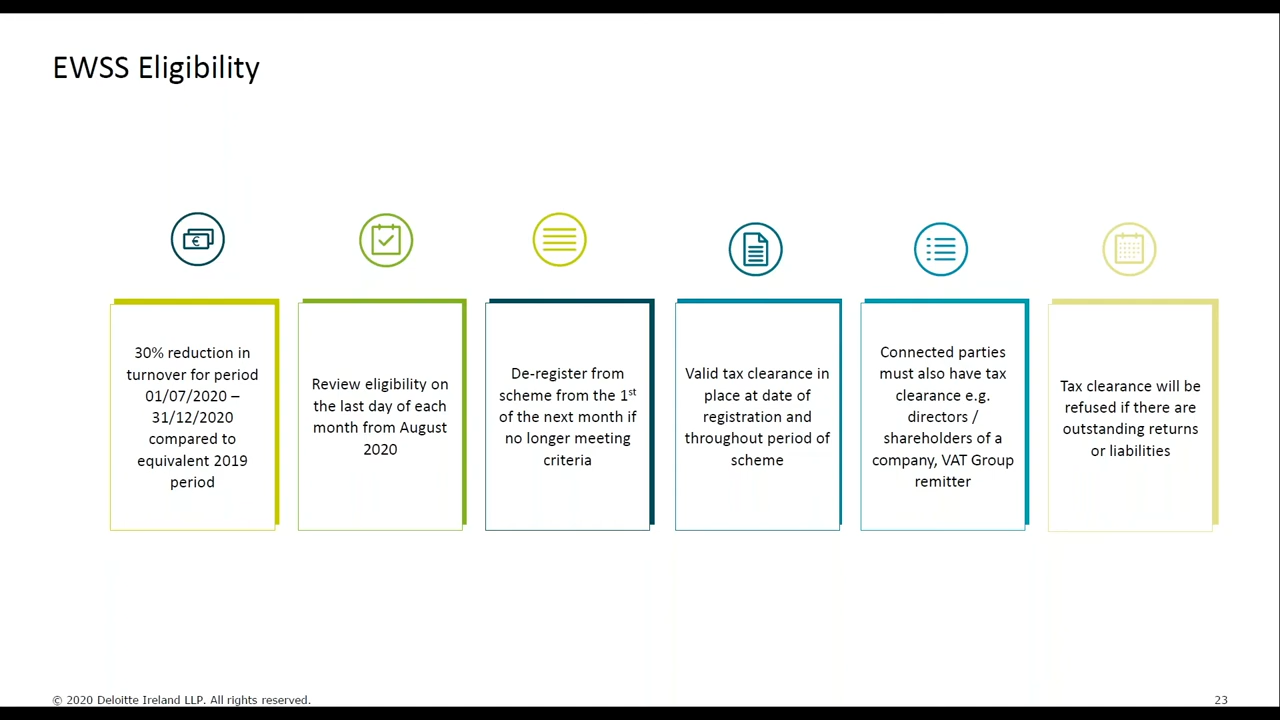 EWSS Eligibility
30% reduction in
turnover for period
01/07/2020 –
31/12/2020
compared to
equivalent 2019
period
Review eligibility on
the last day of each
month from August
2020
De-register from
scheme from the 1st
of the next month if
no longer meeting
criteria
Valid tax clearance in
place at date of
registration and
throughout period of
scheme
Connected parties
must also have tax
clearance e.g.
directors /
shareholders of a
company, VAT Group
remitter
Tax clearance will be
refused if there are
outstanding returns
or liabilities
© 2020 Deloitte Ireland LLP. All rights reserved.
23